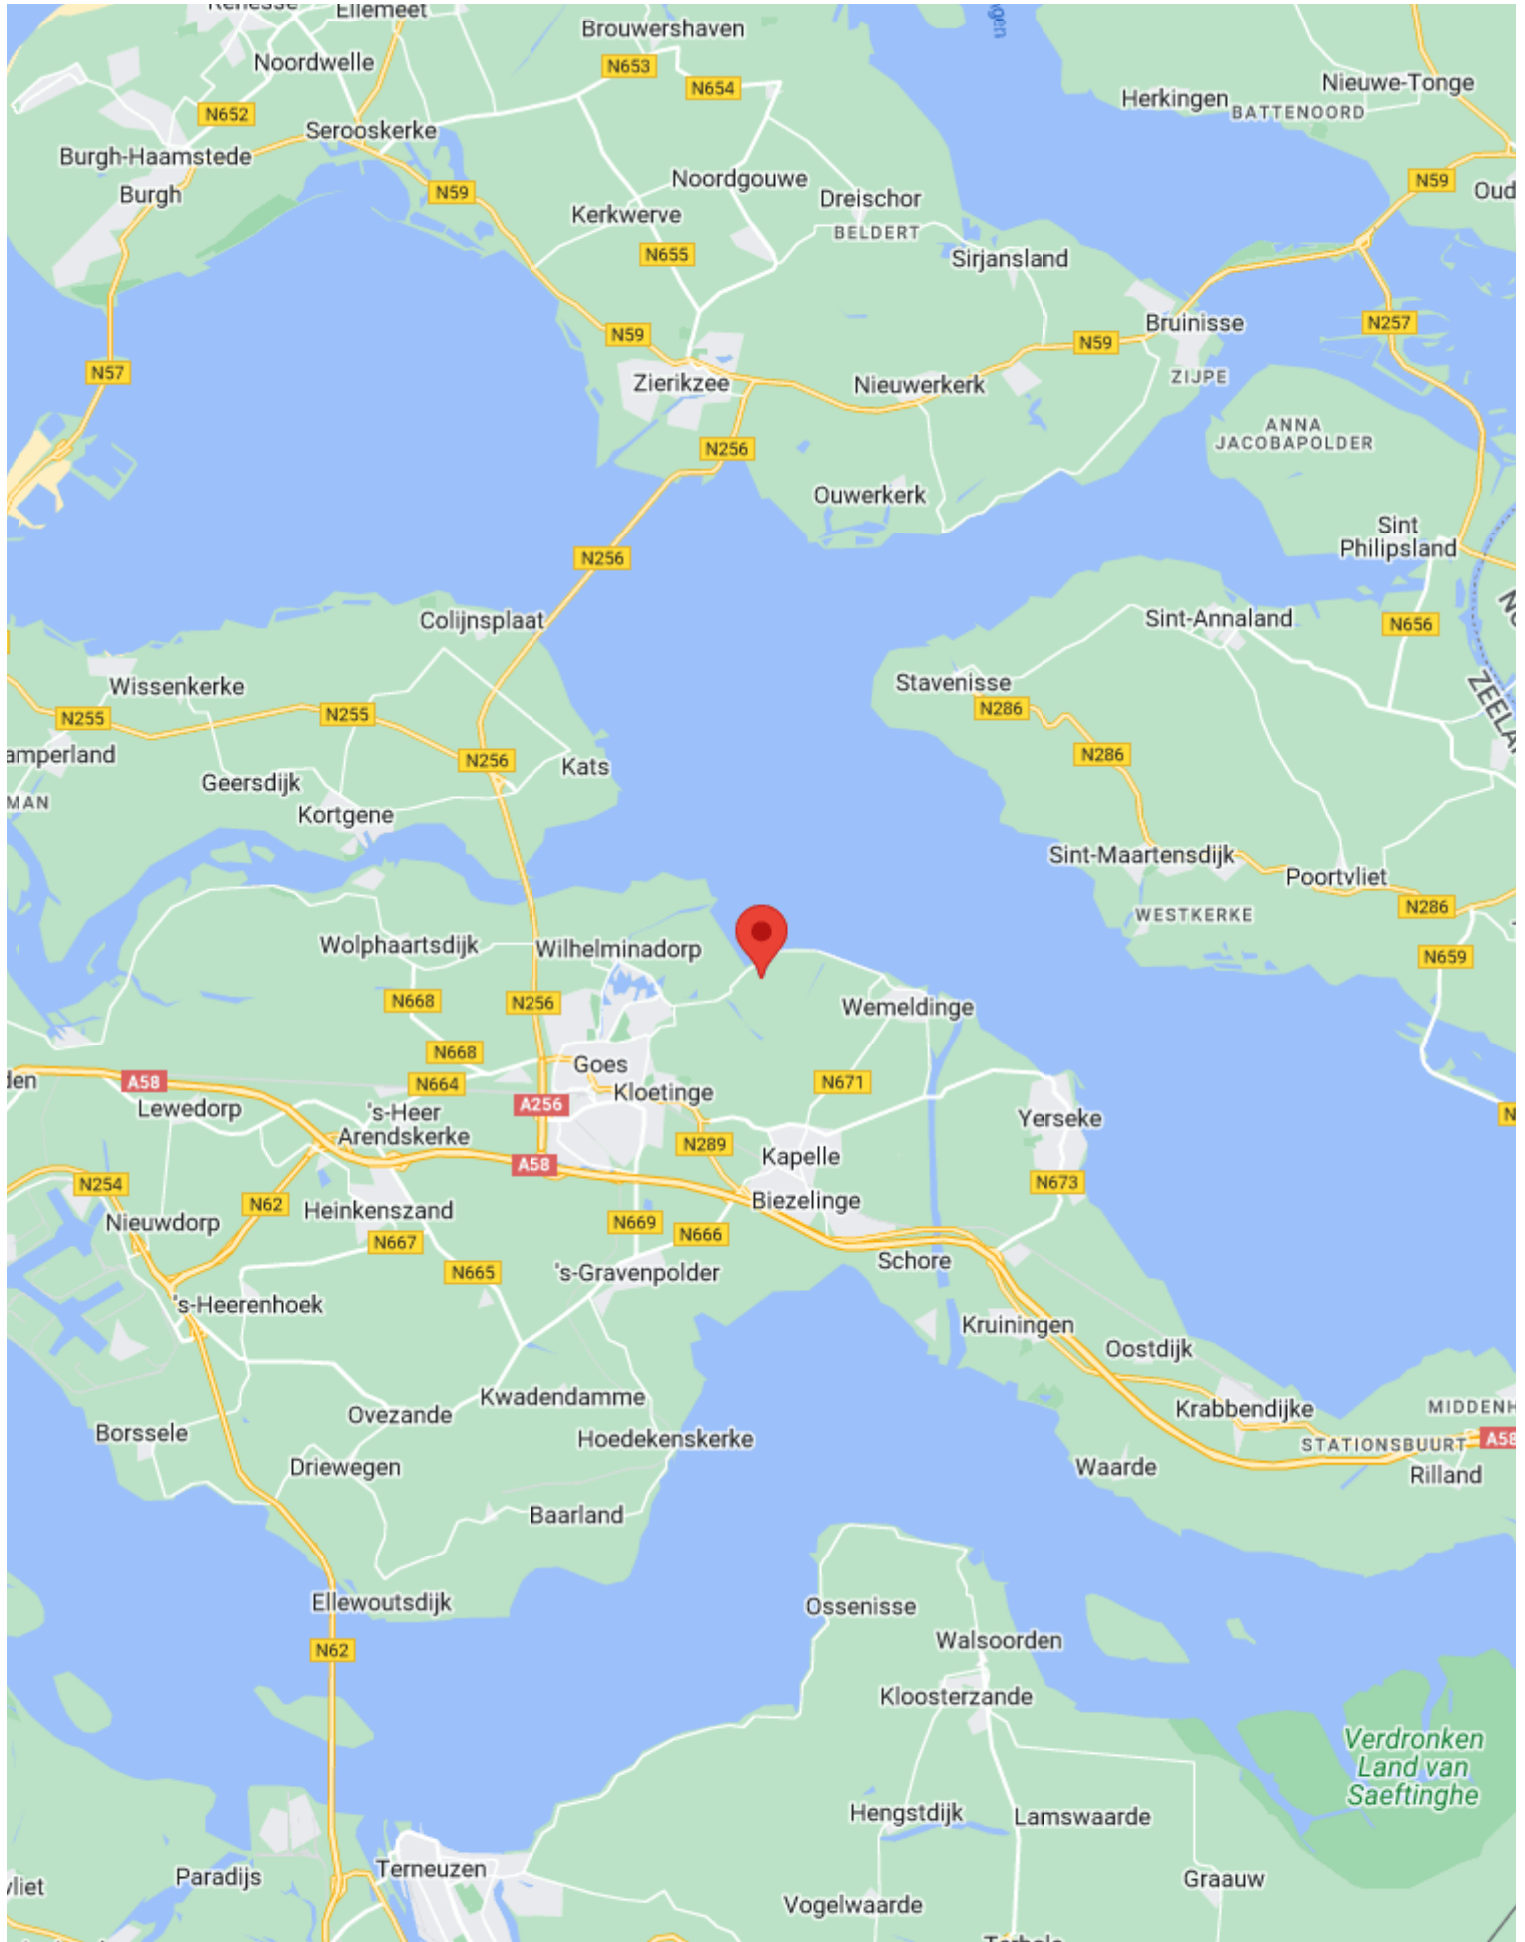 Ellemeet
Brouwershaven
Noordwelle
N653
N654
Nieuwe-Tonge
Herkingen
BATTENOORD
N652
Serooskerke
Burgh-Haamstede
Burgh
N59
Noordgouwe
Dreischor
N59
Oud
Kerkwerve
BELDERT
N655
Sirjansland
Bruinisse
N257
N59
N59
N57
Zierikzee
Nieuwerkerk
ZIJPE
ANNA
JACOBAPOLDER
N256
Ouwerkerk
Sint
Philipsland
N256
Colijnsplaat
Sint-Annaland
N656
Wissenkerke
Stavenisse
N286
N255
N255
ZEELA
amperland
N256
Kats
N286
Geersdijk
MAN
Kortgene
Sint-Maartensdijk
Poortvliet
WESTKERKE
N286
Wolphaartsdijk
Wilhelminadorp
N659
N668
N256
Wemeldinge
N668
Goes
den
A58
N664
Kloetinge
N671
Lewedorp
's-Heer
Arendskerke
A256
Yerseke
N
N289
Kapelle
A58
N254
N62
Heinkenszand
Biezelinge
N673
Nieuwdorp
N667
N669
N666
N665
's-Gravenpolder
Schore
's-Heerenhoek
Kruiningen
Oostdijk
Kwadendamme
Krabbendijke
MIDDENH
Borssele
Ovezande
Hoedekenskerke
STATIONSBUURT
A58
Driewegen
Waarde
Rilland
Baarland
Ellewoutsdijk
Ossenisse
N62
Walsoorden
Kloosterzande
Verdronken
Land van
Saeftinghe
Hengstdijk
Lamswaarde
Terneuzen
Paradijs
vliet
Graauw
Vogelwaarde